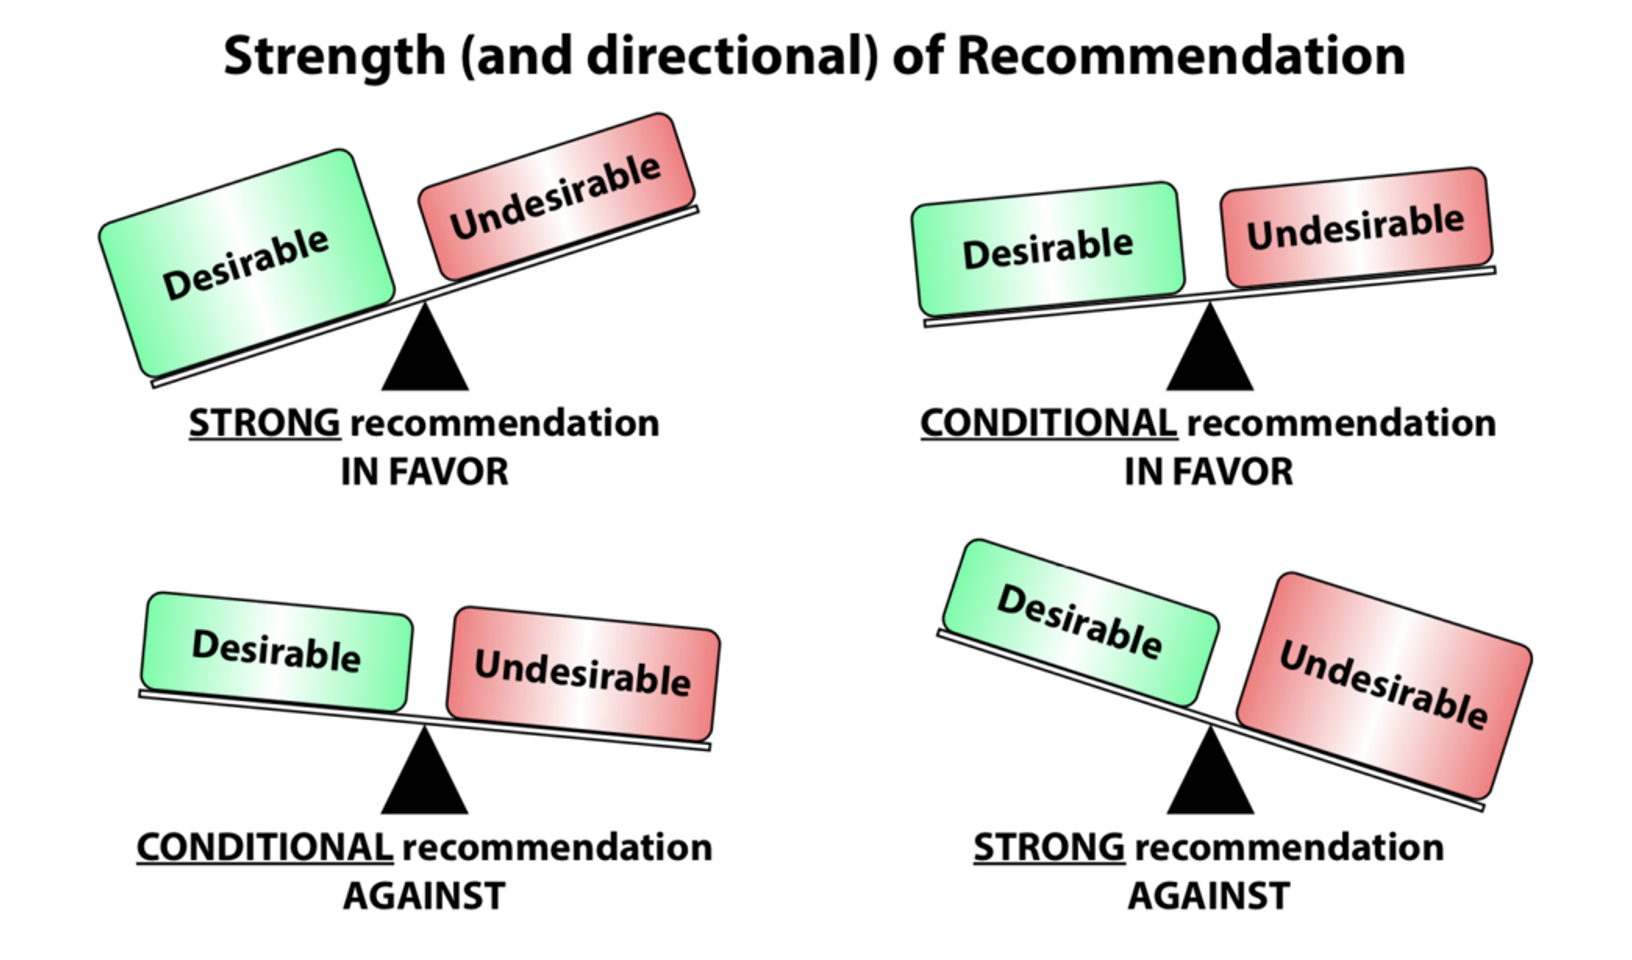 Strength (and directional) of Recommendation
Desirable
Undesirable
STRONG recommendation
IN FAVOR
Desirable
Undesirable
CONDITIONAL recommendation
IN FAVOR
Desirable
Undesirable
CONDITIONAL recommendation
AGAINST
Desirable
Undesirable
STRONG recommendation
AGAINST